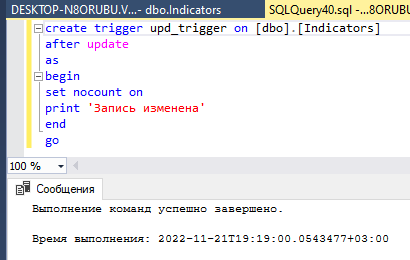 DESKTOP-N8ORUBU.V...- dbo.Indicators
SQLQuery40.sql -...8ORUBU
create trigger upd_trigger on [dbo].[Indicators]
after update
as
begin
set nocount on
print 'Запись изменена'
end
go
100 %
Сообщения
Выполнение команд успешно завершено.
Время выполнения: 2022-11-21T19:19:00.0543477+03:00